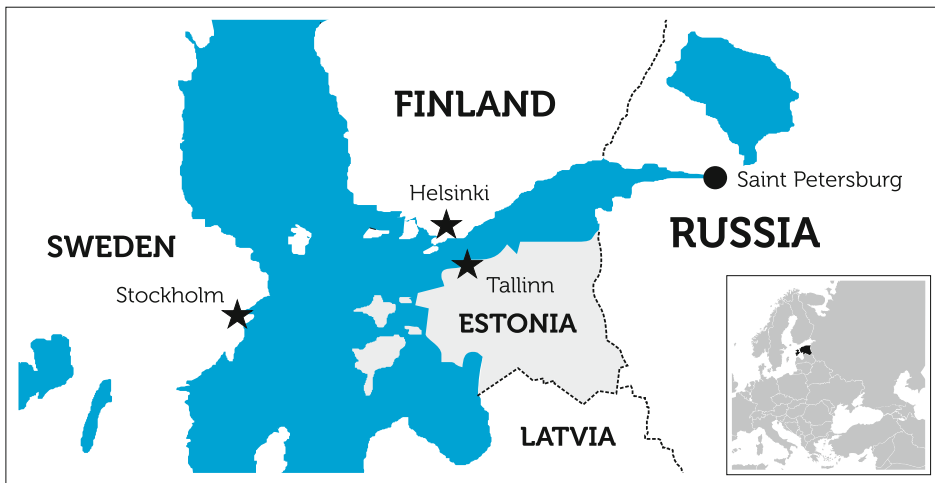 FINLAND
Helsinki
Saint Petersburg
RUSSIA
SWEDEN
Stockholm
Tallinn
ESTONIA
LATVIA